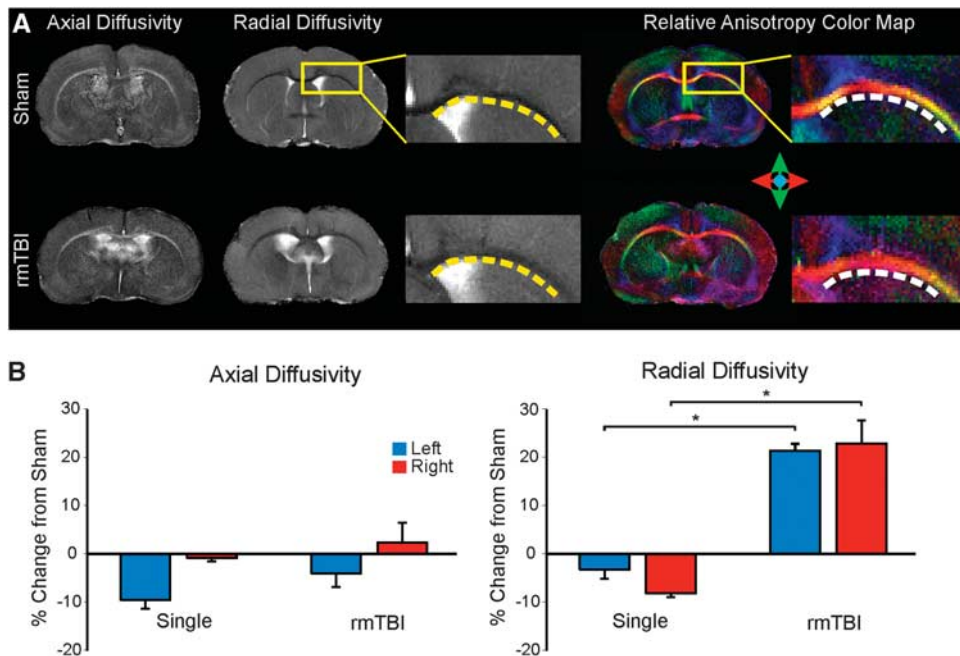 A
Axial Diffusivity
Radial Diffusivity
Relative Anisotropy Color Map
Sham
rmTBI
B
Axial Diffusivity
% Change from Sham
30
20
10
0
-10
-20
Left
Right
Single
rmTBI
Radial Diffusivity
% Change from Sham
30
20
10
0
-10
-20
*
*
Single
rmTBI